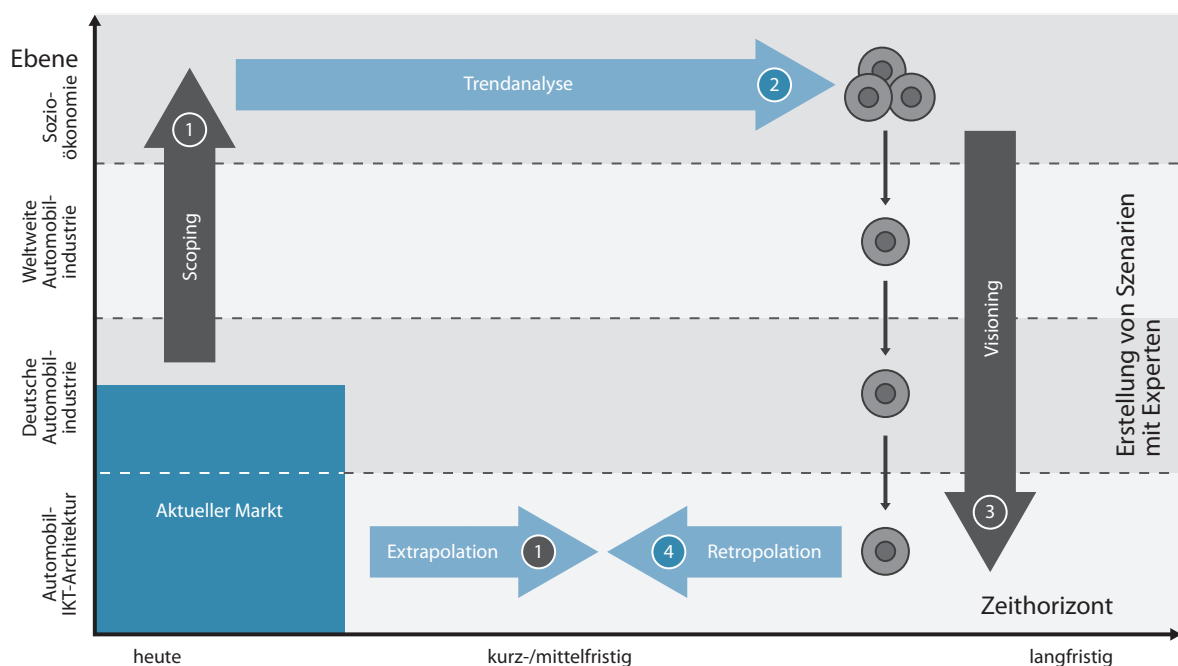 Ebene
Sozio-
ökonomie
Weltweite
Automobil-
industrie
Deutsche
Automobil-
industrie
Automobil-
IKT-Architektur
1
Scoping
Trendanalyse
2
Visioning
3
Erstellung von Szenarien
mit Experten
Aktueller Markt
Extrapolation
1
4
Retropolation
Zeithorizont
heute
kurz-/mittelfristig
langfristig